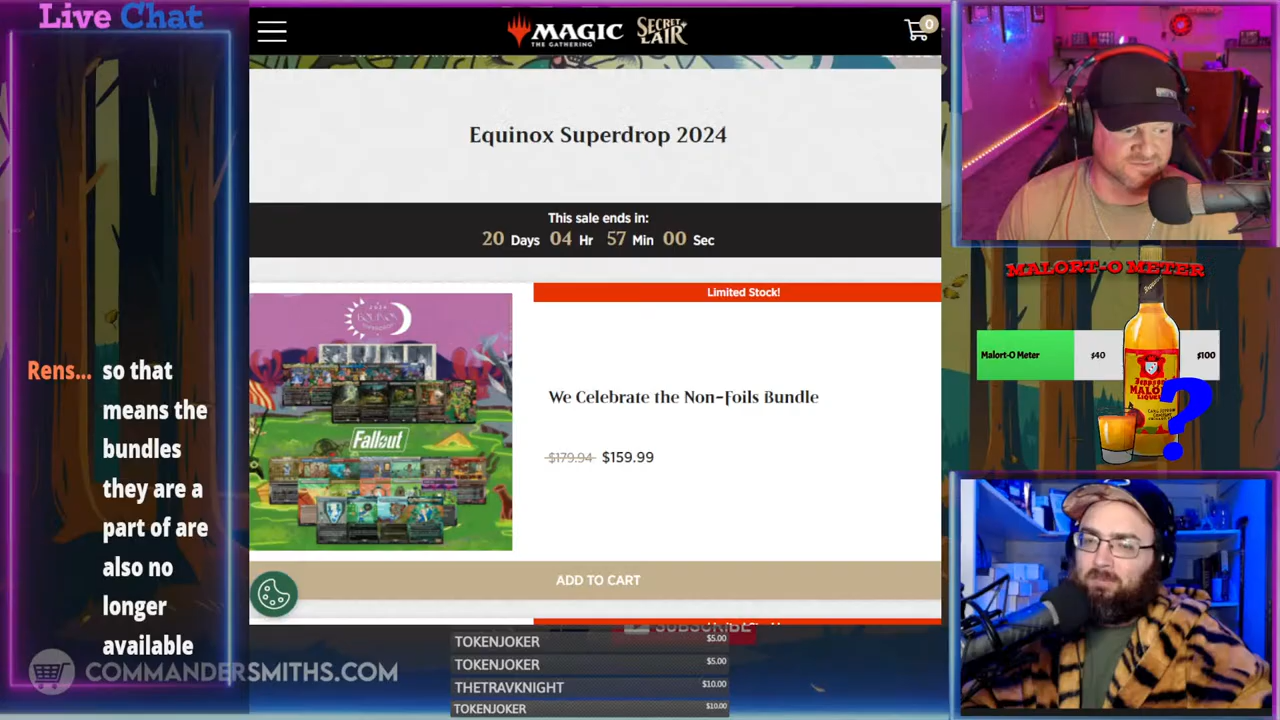 Live Chat
Rens... so that
means the
bundles
they are a
part of are
also no
longer
available
COMMANDERSMITHS.COM
MAGIC
THE GATHERING
SECRET
LAIR
0
Equinox Superdrop 2024
This sale ends in:
20 Days 04 Hr 57 Min 00 Sec
Limited Stock!
EQUINOX
Fallout
We Celebrate the Non-Foils Bundle
$179.94 $159.99
ADD TO CART
SUBSCRIBE
TOKENJOKER $5.00
TOKENJOKER $5.00
THETRAVKNIGHT $10.00
TOKENJOKER $10.00
MALORT-O METER
Malort-O Meter $40 $100
MALORT
?